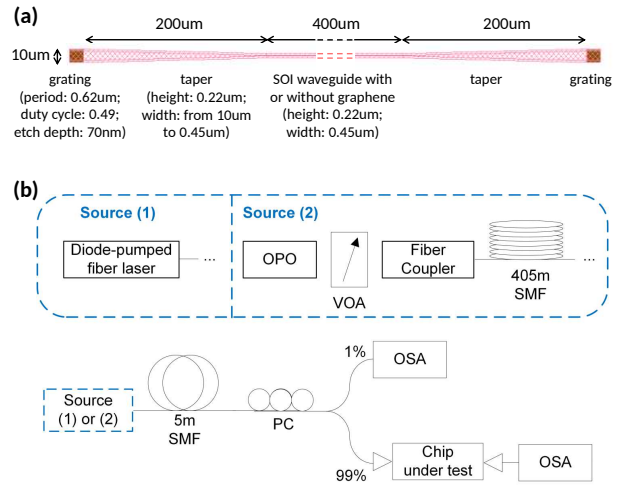 (a)
200um
400um
200um
10um
grating
(period: 0.62um;
duty cycle: 0.49;
etch depth: 70nm)
taper
(height: 0.22um;
width: from 10um
to 0.45um)
SOI waveguide with
or without graphene
(height: 0.22um;
width: 0.45um)
taper
grating
(b)
Source (1)
Source (2)
Diode-pumped
fiber laser
...
OPO
VOA
Fiber
Coupler
405m
SMF
...
Source
(1) or (2)
5m
SMF
PC
1%
OSA
99%
Chip
under test
OSA